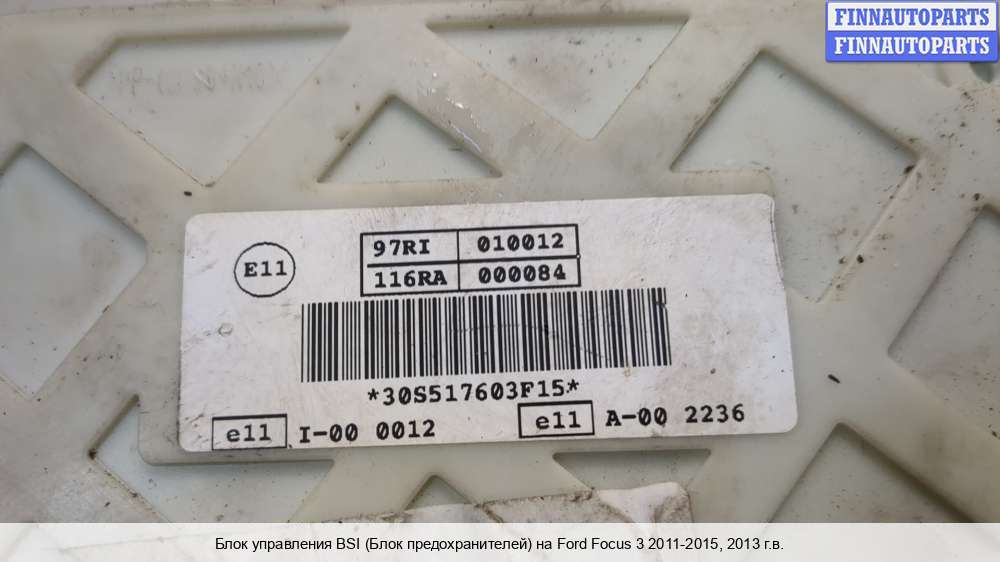 FINNAUTOPARTS
FINNAUTOPARTS
E11
97RI 010012
116RA 000084
*30S517603F15*
e11 I-00 0012 e11 A-00 2236
Блок управления BSI (Блок предохранителей) на Ford Focus 3 2011-2015, 2013 г.в.